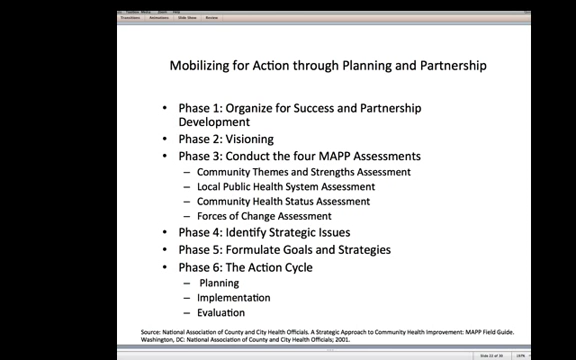 Transitions Animations Slide Show Review
Mobilizing for Action through Planning and Partnership
• Phase 1: Organize for Success and Partnership
Development
• Phase 2: Visioning
• Phase 3: Conduct the four MAPP Assessments
– Community Themes and Strengths Assessment
– Local Public Health System Assessment
– Community Health Status Assessment
– Forces of Change Assessment
• Phase 4: Identify Strategic Issues
• Phase 5: Formulate Goals and Strategies
• Phase 6: The Action Cycle
– Planning
– Implementation
– Evaluation
Source: National Association of County and City Health Officials. A Strategic Approach to Community Health Improvement: MAPP Field Guide.
Washington, DC: National Association of County and City Health Officials; 2001.